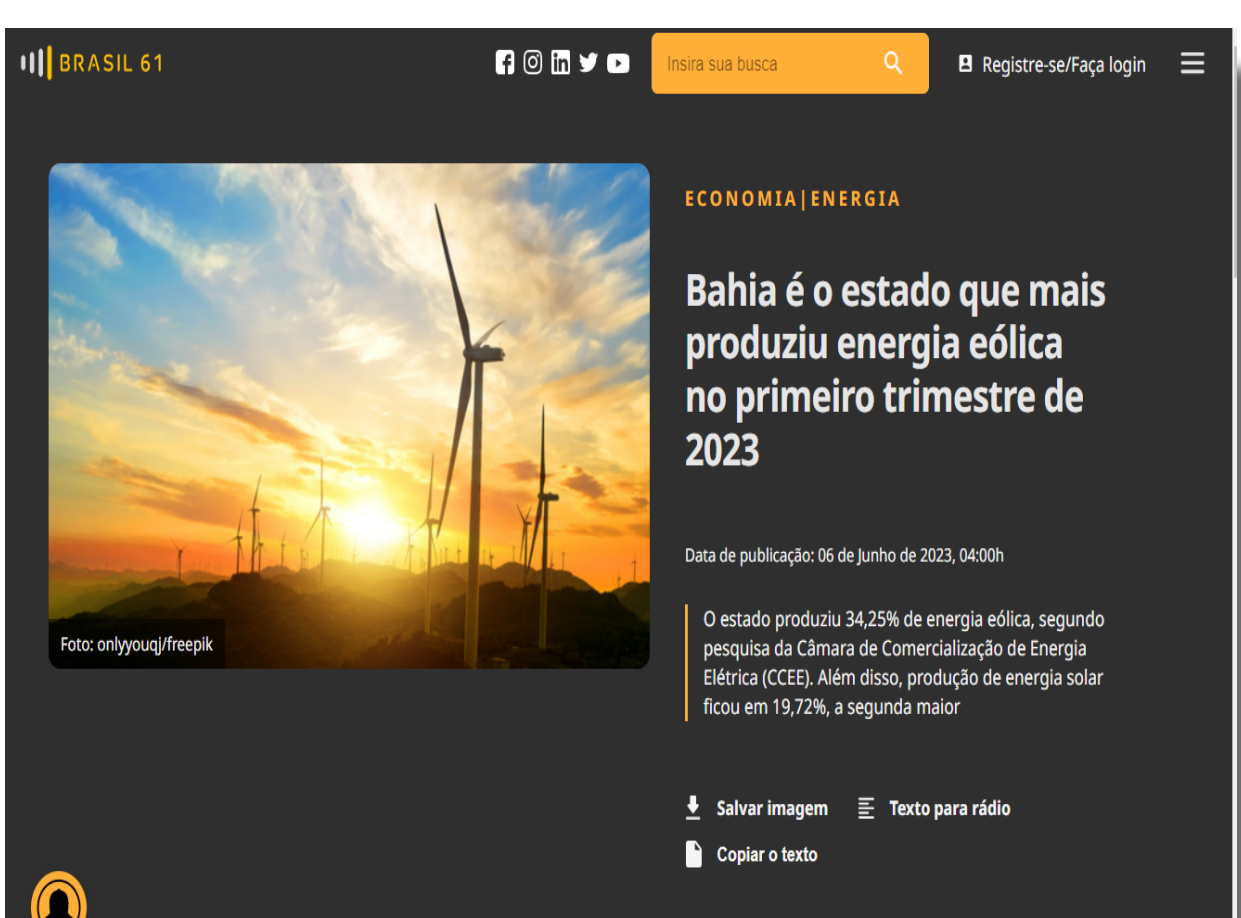 BRASIL 61
Insira sua busca
Registre-se/Faça login
Foto: onlyyouqj/freepik
ECONOMIA|ENERGIA
Bahia é o estado que mais
produziu energia eólica
no primeiro trimestre de
2023
Data de publicação: 06 de Junho de 2023, 04:00h
O estado produziu 34,25% de energia eólica, segundo
pesquisa da Câmara de Comercialização de Energia
Elétrica (CCEE). Além disso, produção de energia solar
ficou em 19,72%, a segunda maior
Salvar imagem
Texto para rádio
Copiar o texto